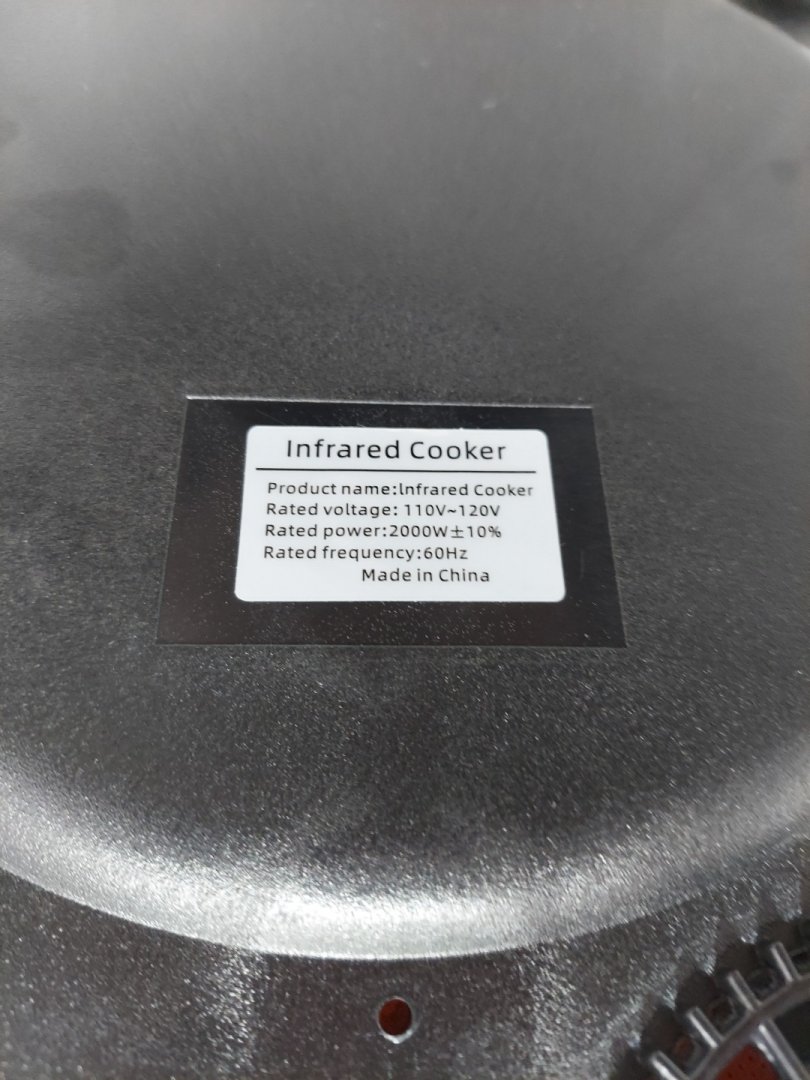 Infrared Cooker
Product name:lnfrared Cooker
Rated voltage: 110V~120V
Rated power:2000W±10%
Rated frequency:60Hz
Made in China